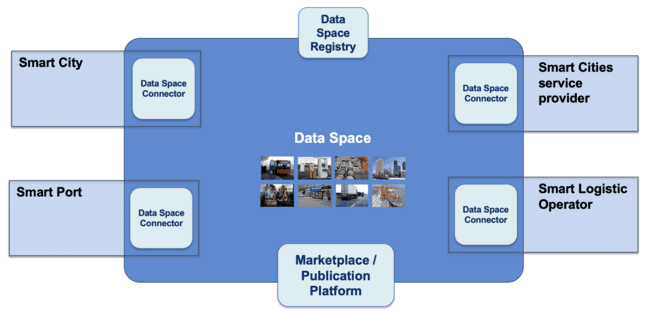 Data
Space
Registry
Smart City
Data Space
Connector
Smart Cities
service
provider
Data Space
Connector
Data Space
Smart Port
Data Space
Connector
Smart Logistic
Operator
Data Space
Connector
Marketplace /
Publication
Platform